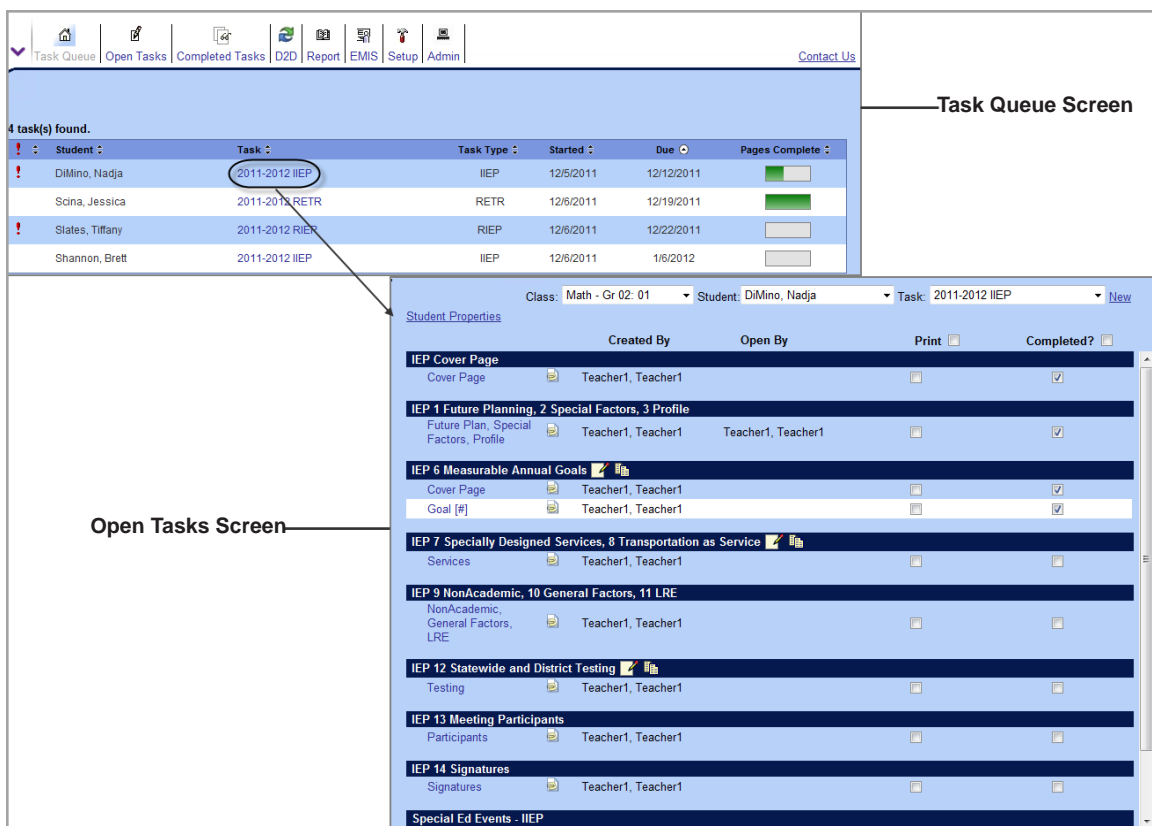 Task Queue Open Tasks Completed Tasks D2D Report EMIS Setup Admin Contact Us
Task Queue Screen
4 task(s) found.
! Student Task Task Type Started Due Pages Complete
! DiMino, Nadja 2011-2012 IIEP IIEP 12/5/2011 12/12/2011
Scina, Jessica 2011-2012 RETR RETR 12/6/2011 12/19/2011
! Slates, Tiffany 2011-2012 RIEP RIEP 12/6/2011 12/22/2011
Shannon, Brett 2011-2012 IIEP IIEP 12/6/2011 1/6/2012
Class: Math - Gr 02: 01 Student: DiMino, Nadja Task: 2011-2012 IIEP New
Student Properties
Created By Open By Print Completed?
IEP Cover Page
Cover Page Teacher1, Teacher1
IEP 1 Future Planning, 2 Special Factors, 3 Profile
Future Plan, Special
Factors, Profile Teacher1, Teacher1 Teacher1, Teacher1
IEP 6 Measurable Annual Goals
Cover Page Teacher1, Teacher1
Goal [#] Teacher1, Teacher1
Open Tasks Screen
IEP 7 Specially Designed Services, 8 Transportation as Service
Services Teacher1, Teacher1
IEP 9 NonAcademic, 10 General Factors, 11 LRE
NonAcademic,
General Factors, Teacher1, Teacher1
LRE
IEP 12 Statewide and District Testing
Testing Teacher1, Teacher1
IEP 13 Meeting Participants
Participants Teacher1, Teacher1
IEP 14 Signatures
Signatures Teacher1, Teacher1
Special Ed Events - IIEP